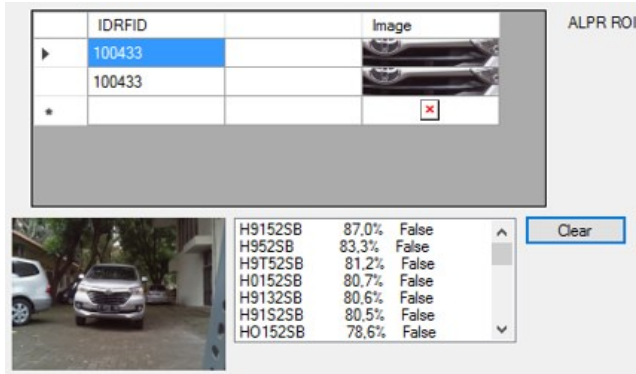 IDRFID Image ALPR ROI
100433
100433
H9152SB 87,0% False
H952SB 83,3% False
H9T52SB 81,2% False
H0152SB 80,7% False
H9132SB 80,6% False
H91S2SB 80,5% False
HO152SB 78,6% False
Clear